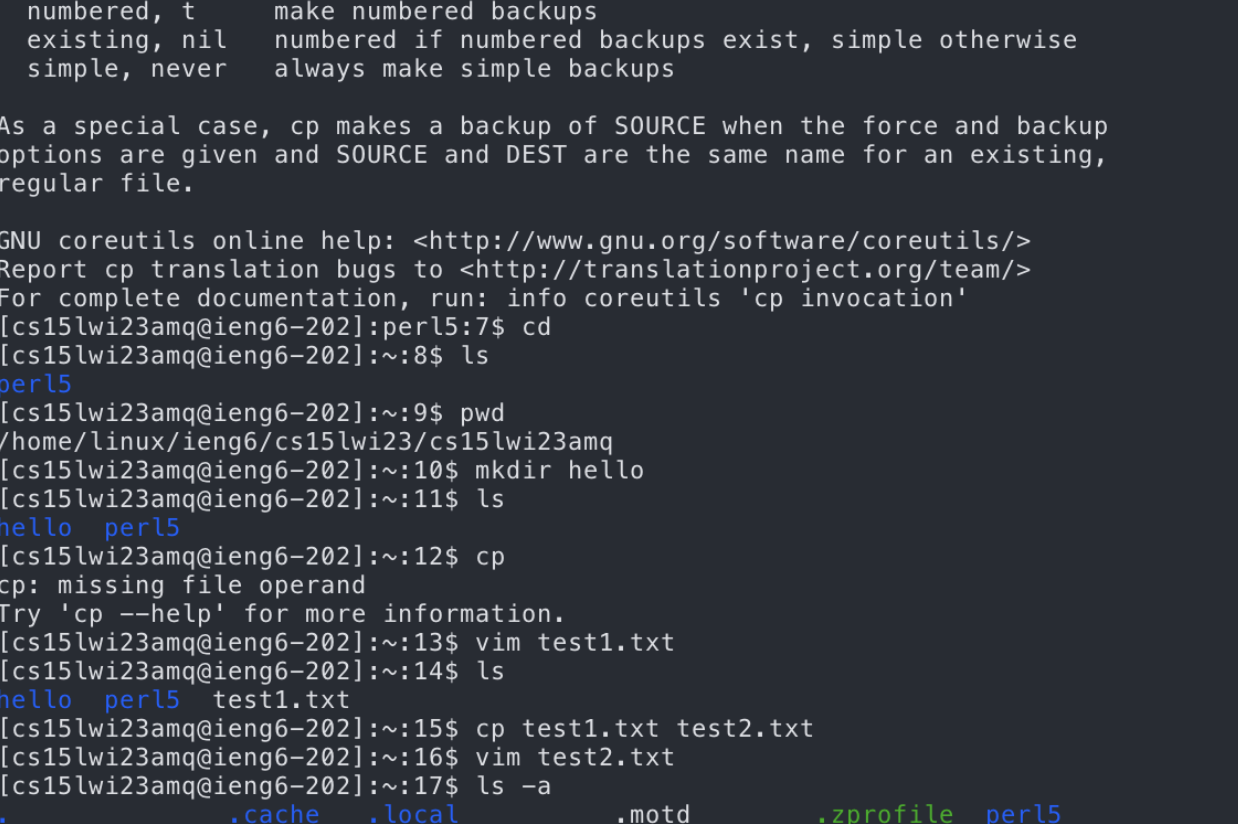 numbered, t     make numbered backups
existing, nil   numbered if numbered backups exist, simple otherwise
simple, never   always make simple backups
As a special case, cp makes a backup of SOURCE when the force and backup
options are given and SOURCE and DEST are the same name for an existing,
regular file.
GNU coreutils online help: <http://www.gnu.org/software/coreutils/>
Report cp translation bugs to <http://translationproject.org/team/>
For complete documentation, run: info coreutils 'cp invocation'
[cs15lwi23amq@ieng6-202]:perl5:7$ cd
[cs15lwi23amq@ieng6-202]:~:8$ ls
perl5
[cs15lwi23amq@ieng6-202]:~:9$ pwd
/home/linux/ieng6/cs15lwi23/cs15lwi23amq
[cs15lwi23amq@ieng6-202]:~:10$ mkdir hello
[cs15lwi23amq@ieng6-202]:~:11$ ls
hello  perl5
[cs15lwi23amq@ieng6-202]:~:12$ cp
cp: missing file operand
Try 'cp --help' for more information.
[cs15lwi23amq@ieng6-202]:~:13$ vim test1.txt
[cs15lwi23amq@ieng6-202]:~:14$ ls
hello  perl5  test1.txt
[cs15lwi23amq@ieng6-202]:~:15$ cp test1.txt test2.txt
[cs15lwi23amq@ieng6-202]:~:16$ vim test2.txt
[cs15lwi23amq@ieng6-202]:~:17$ ls -a
.              .cache   .local          .motd        .zprofile  perl5